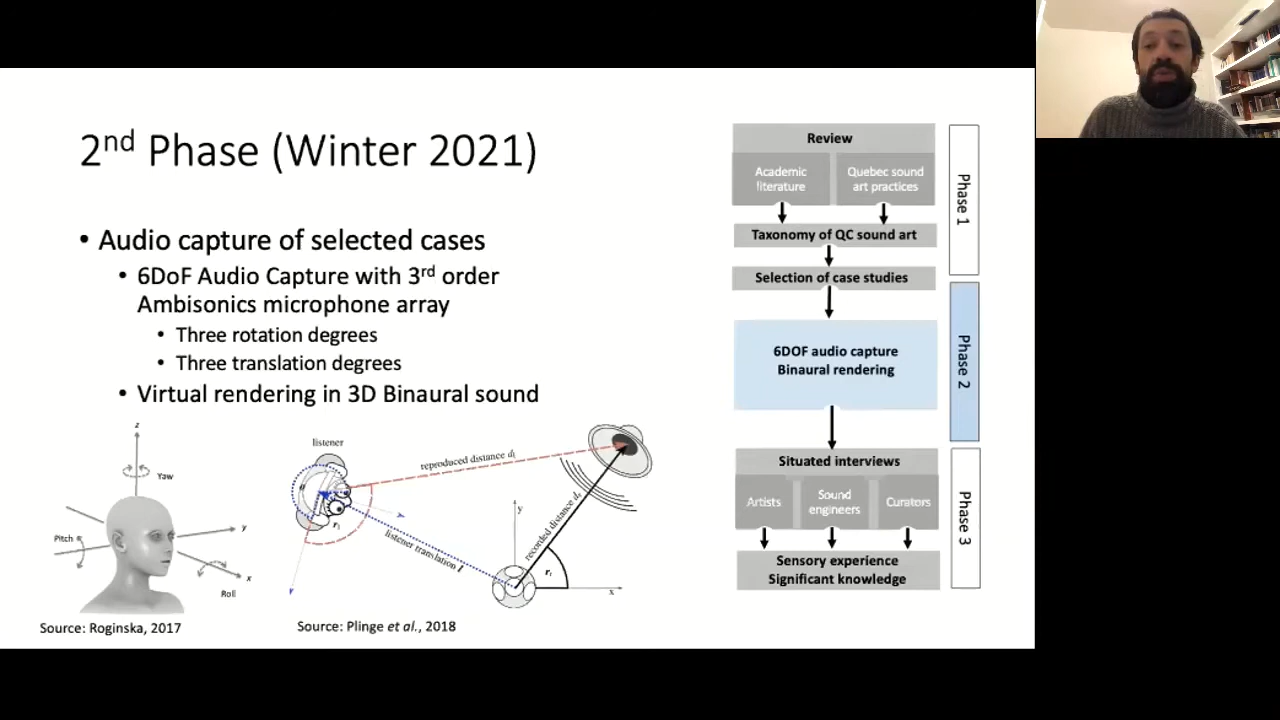 2nd Phase (Winter 2021)
• Audio capture of selected cases
• 6DoF Audio Capture with 3rd order
Ambisonics microphone array
• Three rotation degrees
• Three translation degrees
• Virtual rendering in 3D Binaural sound
z
Yaw
y
Pitch
x
Roll
Source: Roginska, 2017
listener
reproduced distance dl
recorded distance dr
listener translation l
rl
y
rr
x
Source: Plinge et al., 2018
Review
Academic
literature
Quebec sound
art practices
Taxonomy of QC sound art
Selection of case studies
Phase 1
6DOF audio capture
Binaural rendering
Phase 2
Situated interviews
Artists
Sound
engineers
Curators
Sensory experience
Significant knowledge
Phase 3